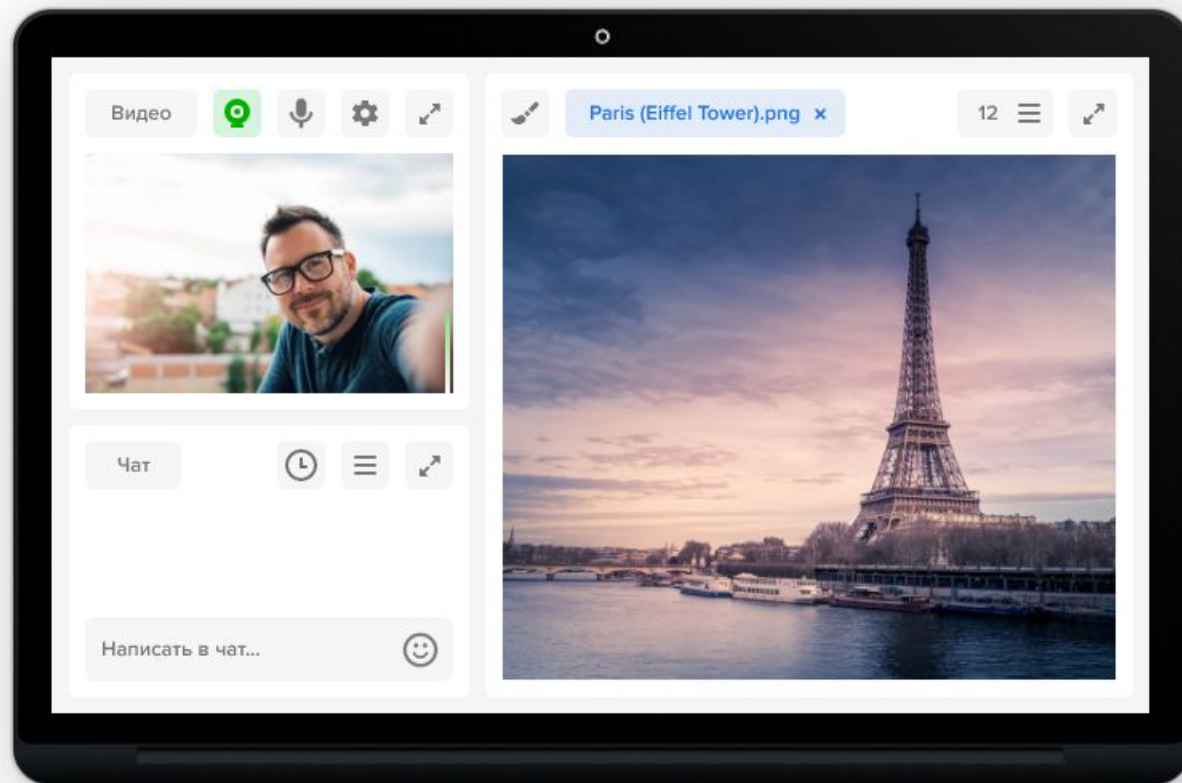 Видео
Paris (Eiffel Tower).png ×
12
Чат
Написать в чат...